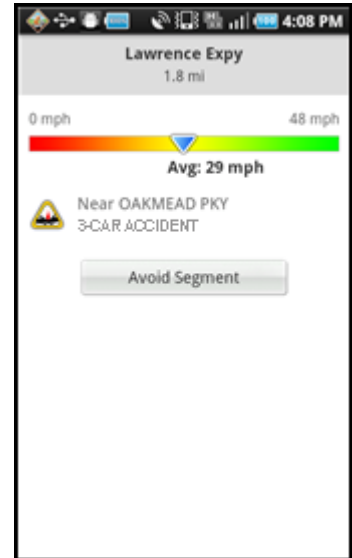 4:08 PM
Lawrence Expy
1.8 mi
0 mph 48 mph
Avg: 29 mph
Near OAKMEAD PKY
3-CAR ACCIDENT
Avoid Segment